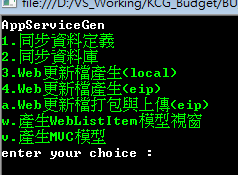 file:///D:/VS_Working/KCG_Budget/BU
AppServiceGen
1.同步資料定義
2.同步資料庫
3.Web更新檔產生(local)
4.Web更新檔產生(eip)
a.Web更新檔打包與上傳(eip)
w.產生WebListItem模型視窗
v.產生MVC模型
enter your choice :